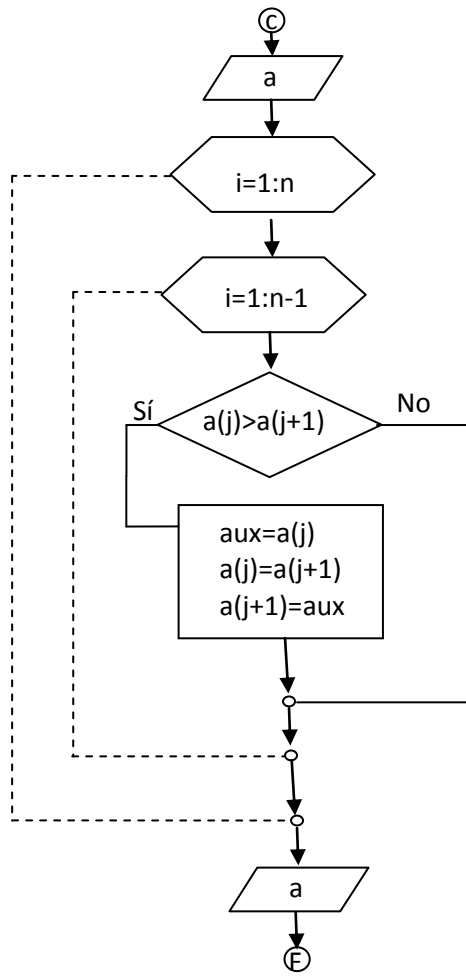 c
a
i=1:n
i=1:n-1
Sí
a(j)>a(j+1)
No
aux=a(j)
a(j)=a(j+1)
a(j+1)=aux
a
F